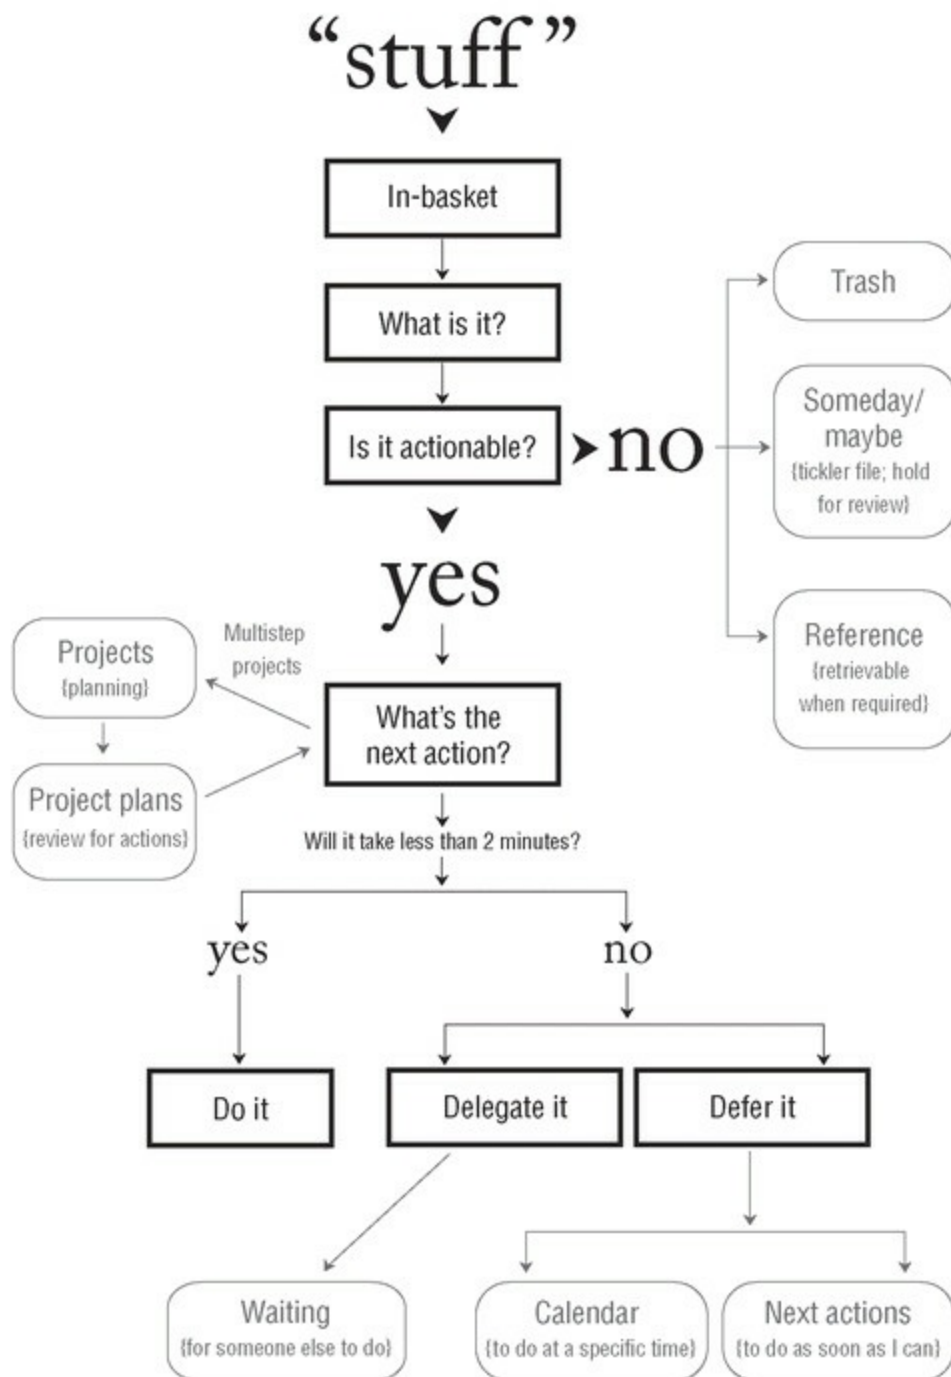 “stuff”
In-basket
What is it?
Trash
Someday/
maybe
{tickler file; hold
for review}
Is it actionable?
no
yes
Reference
{retrievable
when required}
Multistep
projects
Projects
{planning}
What’s the
next action?
Project plans
{review for actions}
Will it take less than 2 minutes?
yes
no
Do it
Delegate it
Defer it
Waiting
{for someone else to do}
Calendar
{to do at a specific time}
Next actions
{to do as soon as I can}